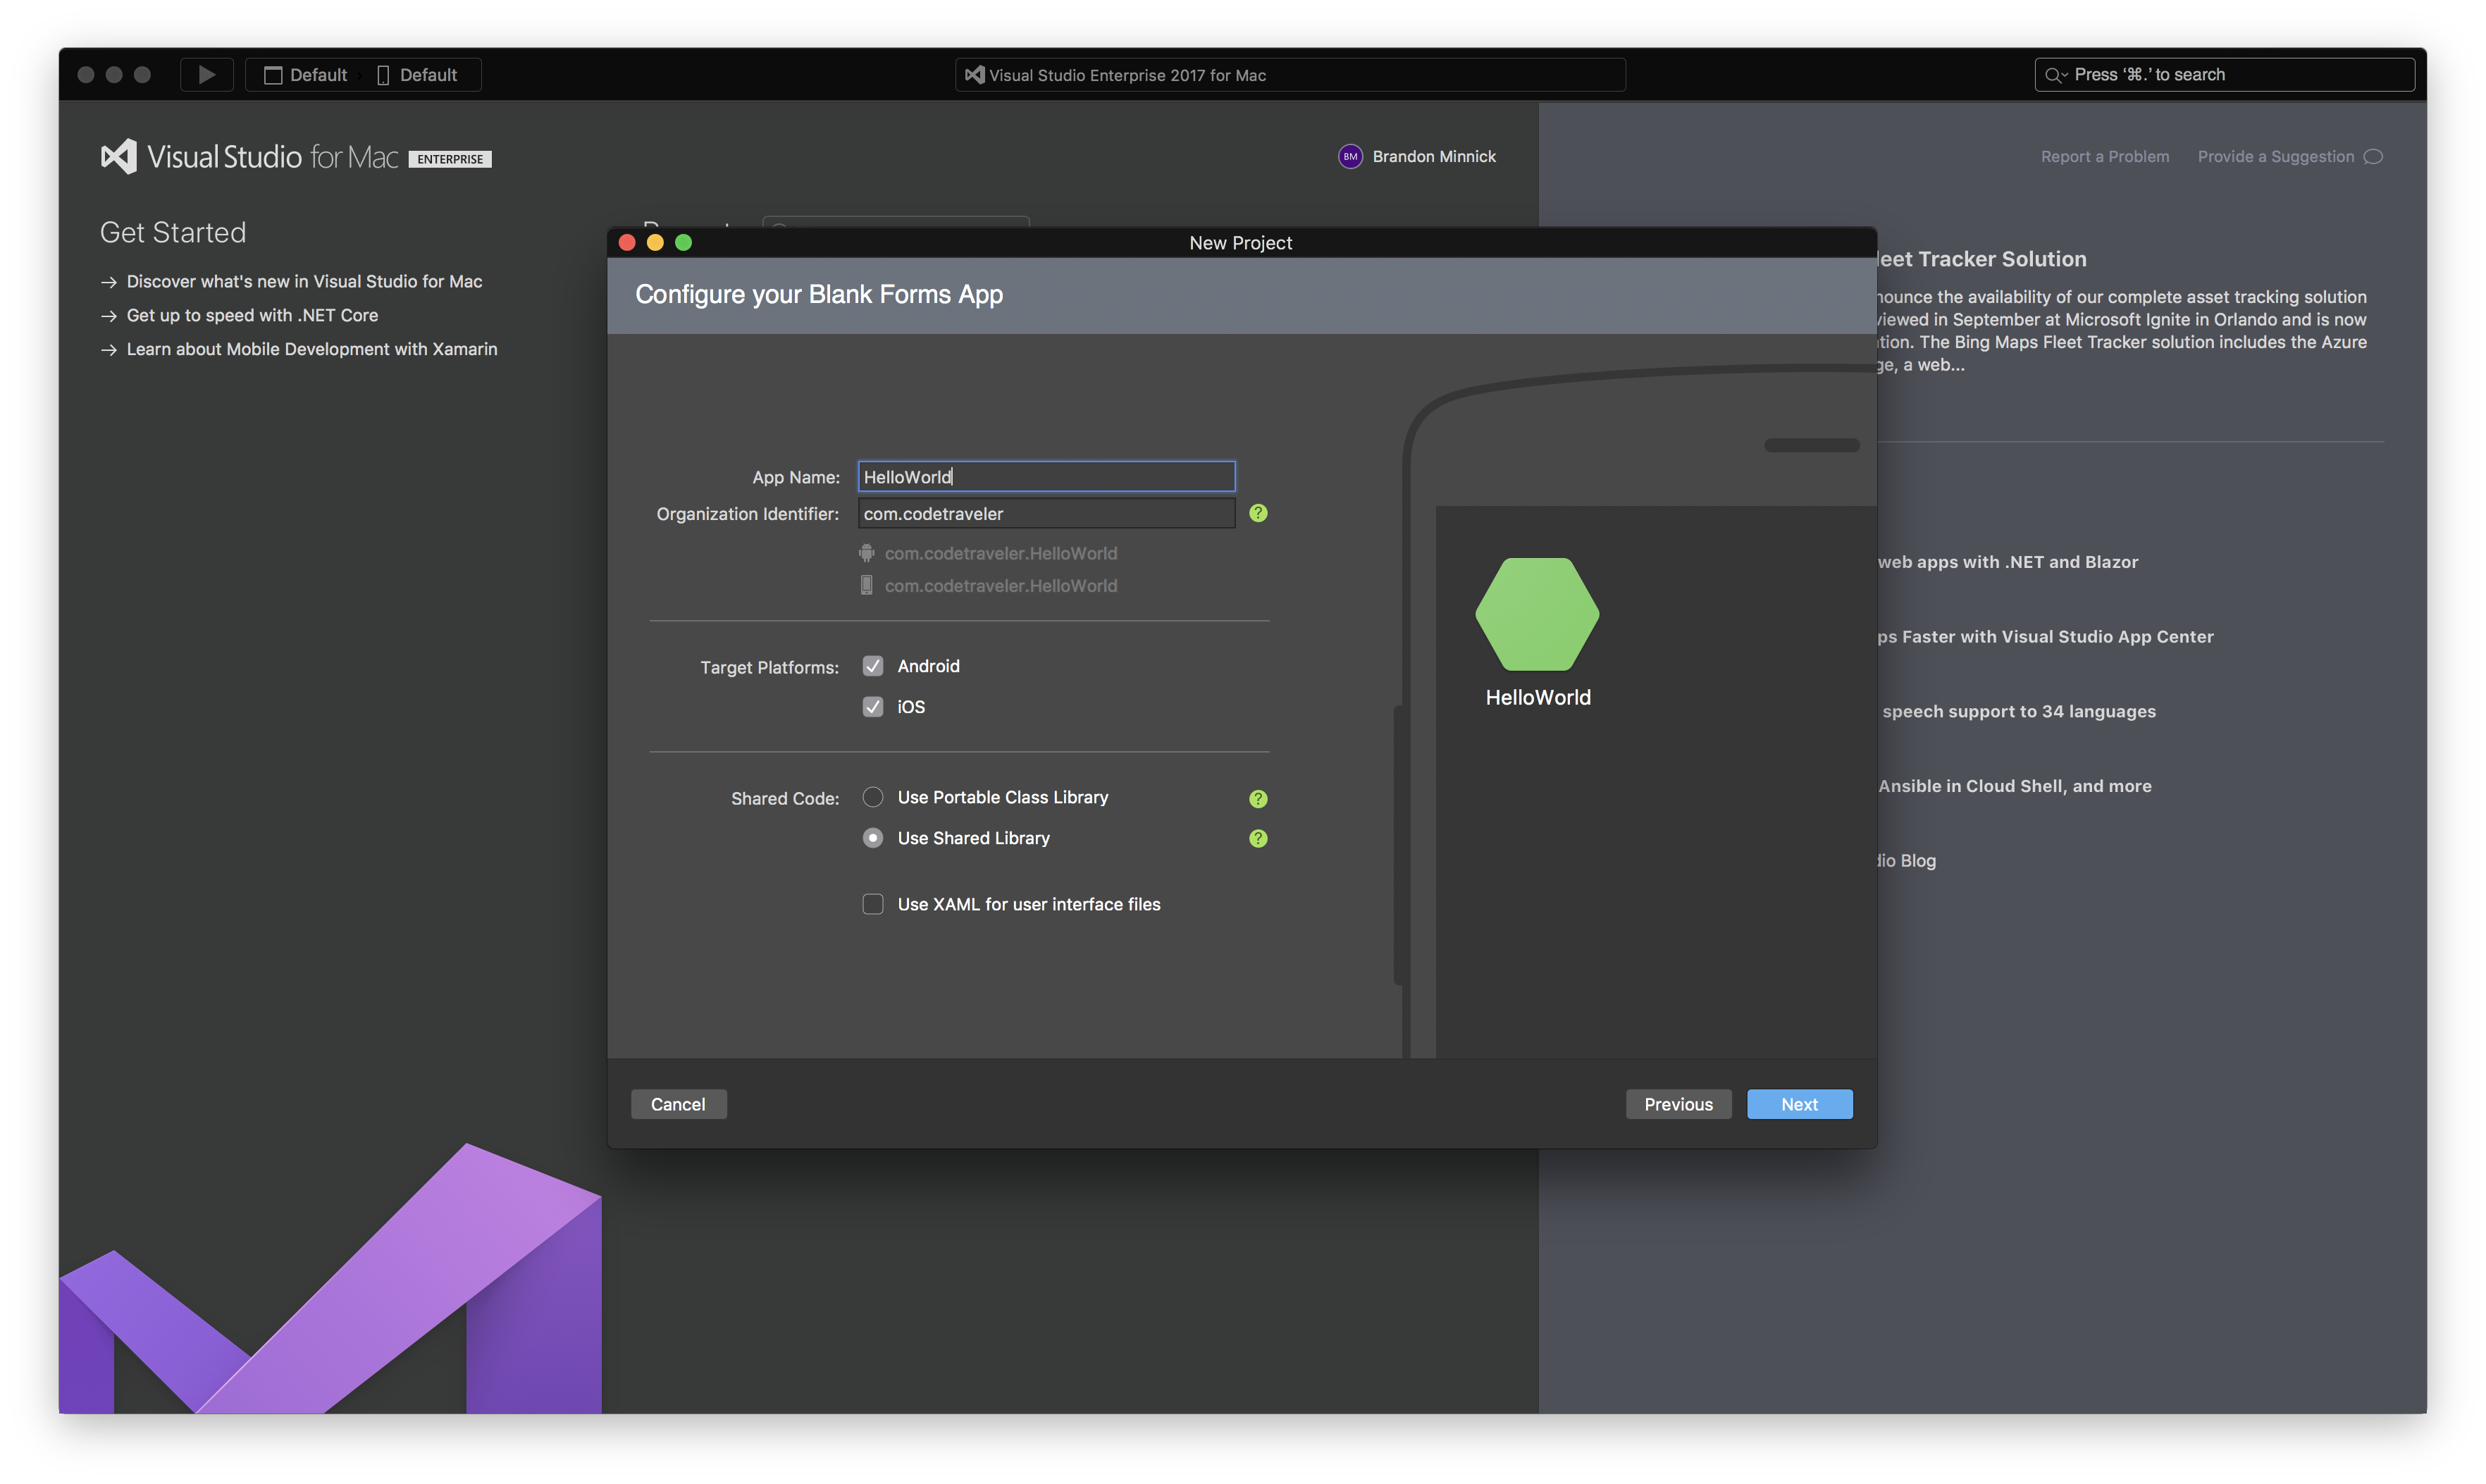 Default Default
Visual Studio Enterprise 2017 for Mac
Press ‘⌘.’ to search
Visual Studio for Mac ENTERPRISE
BM Brandon Minnick
Report a Problem Provide a Suggestion
Get Started
→ Discover what's new in Visual Studio for Mac
→ Get up to speed with .NET Core
→ Learn about Mobile Development with Xamarin
New Project
Configure your Blank Forms App
App Name: HelloWorld
Organization Identifier: com.codetraveler ?
com.codetraveler.HelloWorld
com.codetraveler.HelloWorld
Target Platforms: Android
iOS
Shared Code: Use Portable Class Library ?
Use Shared Library ?
Use XAML for user interface files
HelloWorld
Cancel
Previous
Next
Tracker Solution
the availability of our complete asset tracking solution
in September at Microsoft Ignite in Orlando and is now
The Bing Maps Fleet Tracker solution includes the Azure
a web...
web apps with .NET and Blazor
Faster with Visual Studio App Center
speech support to 34 languages
Ansible in Cloud Shell, and more
Blog